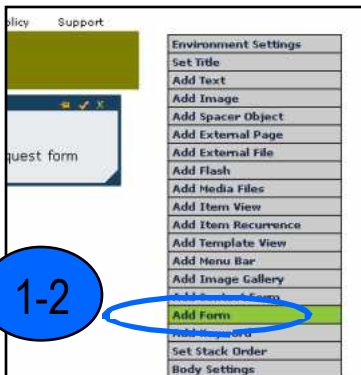 olicy Support
Environment Settings
Set Title
Add Text
Add Image
Add Spacer Object
quest form
Add External Page
Add External File
Add Flash
Add Media Files
Add Item View
Add Item Recurrence
Add Template View
Add Menu Bar
Add Image Gallery
1-2
Add Form
Add Keyword
Set Stack Order
Body Settings